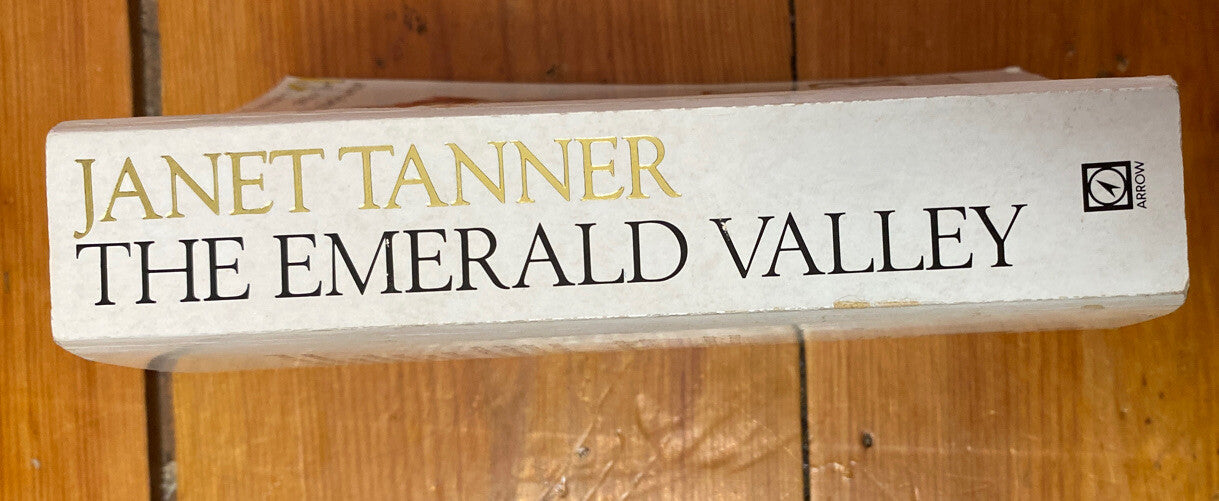 JANET TANNER
THE EMERALD VALLEY
ARROW